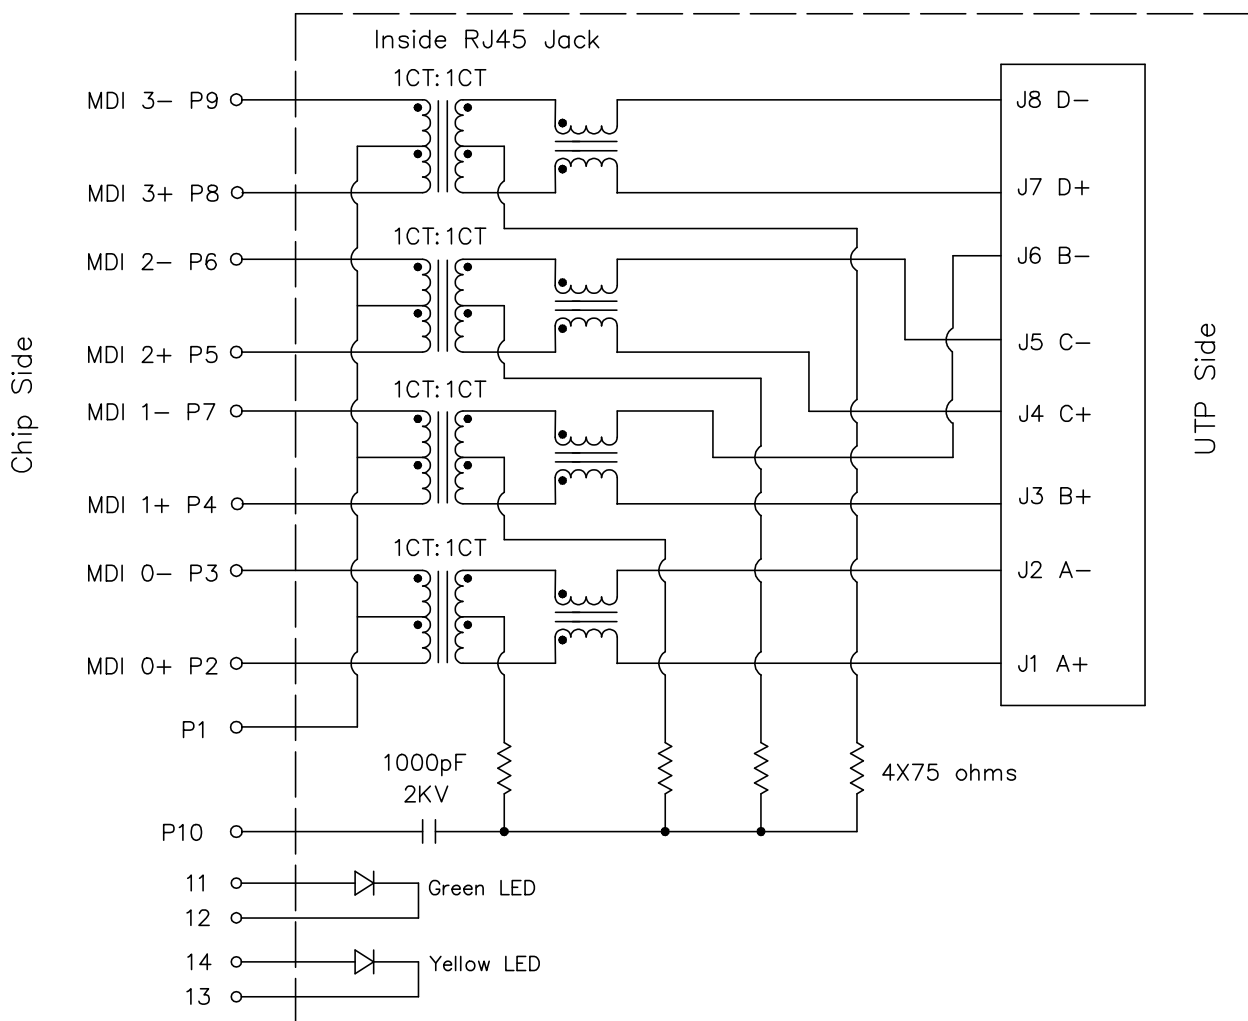 Inside RJ45 Jack
1CT:1CT
MDI 3- P9
J8 D-
MDI 3+ P8
J7 D+
1CT:1CT
MDI 2- P6
J6 B-
Chip Side
UTP Side
MDI 2+ P5
J5 C-
1CT:1CT
MDI 1- P7
J4 C+
MDI 1+ P4
J3 B+
1CT:1CT
MDI 0- P3
J2 A-
MDI 0+ P2
J1 A+
P1
1000pF
2KV
4X75 ohms
P10
11
Green LED
12
14
Yellow LED
13